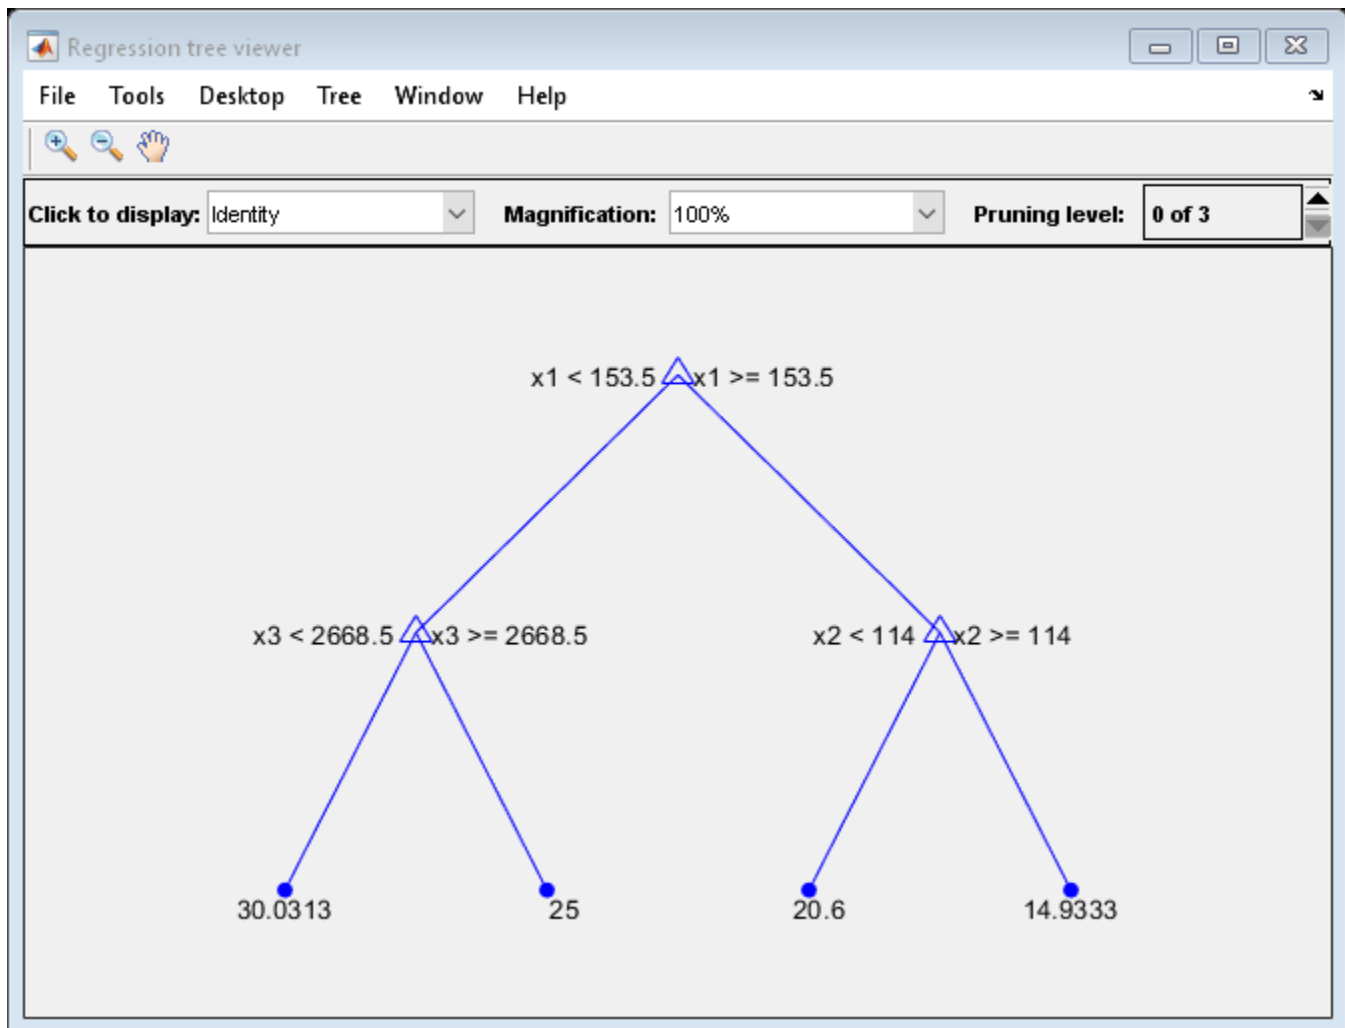 Regression tree viewer
File Tools Desktop Tree Window Help
Click to display: Identity Magnification: 100% Pruning level: 0 of 3
x1 < 153.5 x1 >= 153.5
x3 < 2668.5 x3 >= 2668.5 x2 < 114 x2 >= 114
30.0313 25 20.6 14.9333